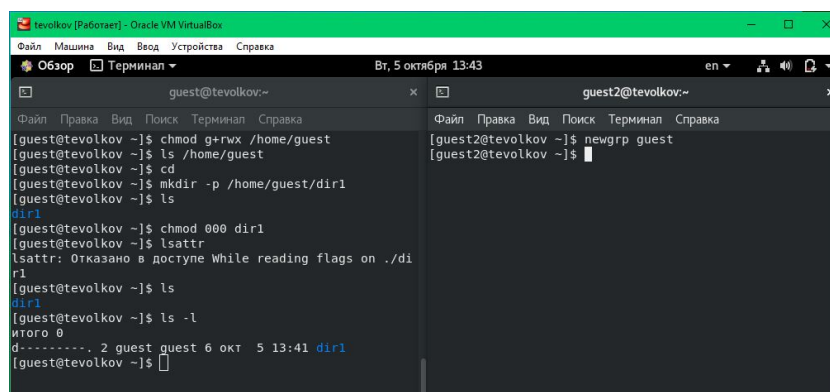 tevolkov [Работает] - Oracle VM VirtualBox
Файл Машина Вид Ввод Устройства Справка
Обзор Терминал Вт, 5 октября 13:43 en
guest@tevolkov:~
Файл Правка Вид Поиск Терминал Справка
[guest@tevolkov ~]$ chmod g+rwx /home/guest
[guest@tevolkov ~]$ ls /home/guest
[guest@tevolkov ~]$ cd
[guest@tevolkov ~]$ mkdir -p /home/guest/dir1
[guest@tevolkov ~]$ ls
dir1
[guest@tevolkov ~]$ chmod 000 dir1
[guest@tevolkov ~]$ lsattr
lsattr: Отказано в доступе While reading flags on ./di
r1
[guest@tevolkov ~]$ ls
dir1
[guest@tevolkov ~]$ ls -l
итого 0
d---------. 2 guest guest 6 окт  5 13:41 dir1
[guest@tevolkov ~]$
guest2@tevolkov:~
Файл Правка Вид Поиск Терминал Справка
[guest2@tevolkov ~]$ newgrp guest
[guest2@tevolkov ~]$